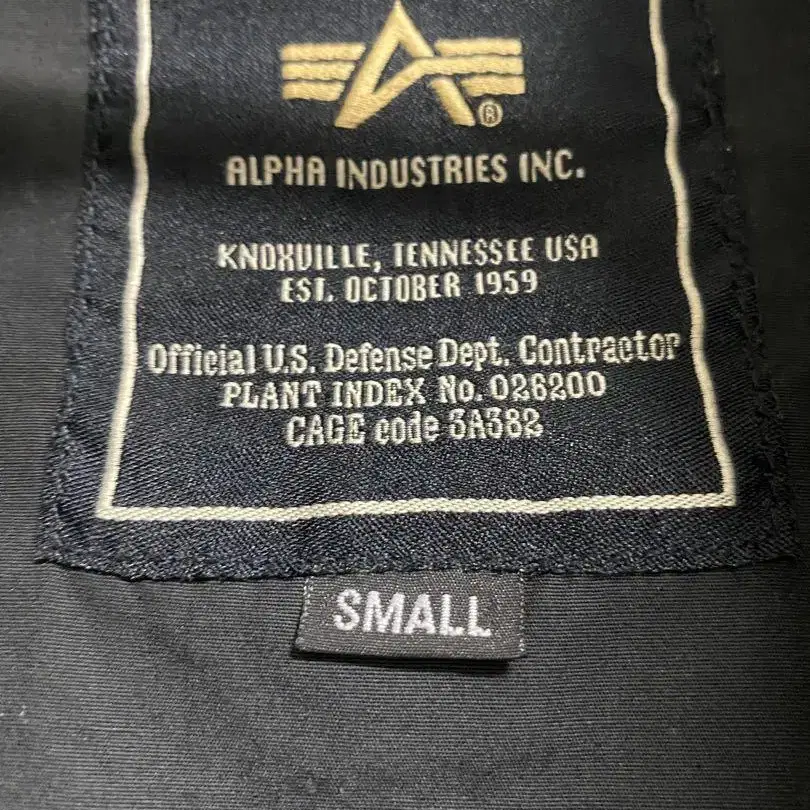 ®
ALPHA INDUSTRIES INC.
KNOXVILLE, TENNESSEE USA
EST. OCTOBER 1959
Official U.S. Defense Dept. Contractor
PLANT INDEX No. 026200
CAGE code 3A382
SMALL